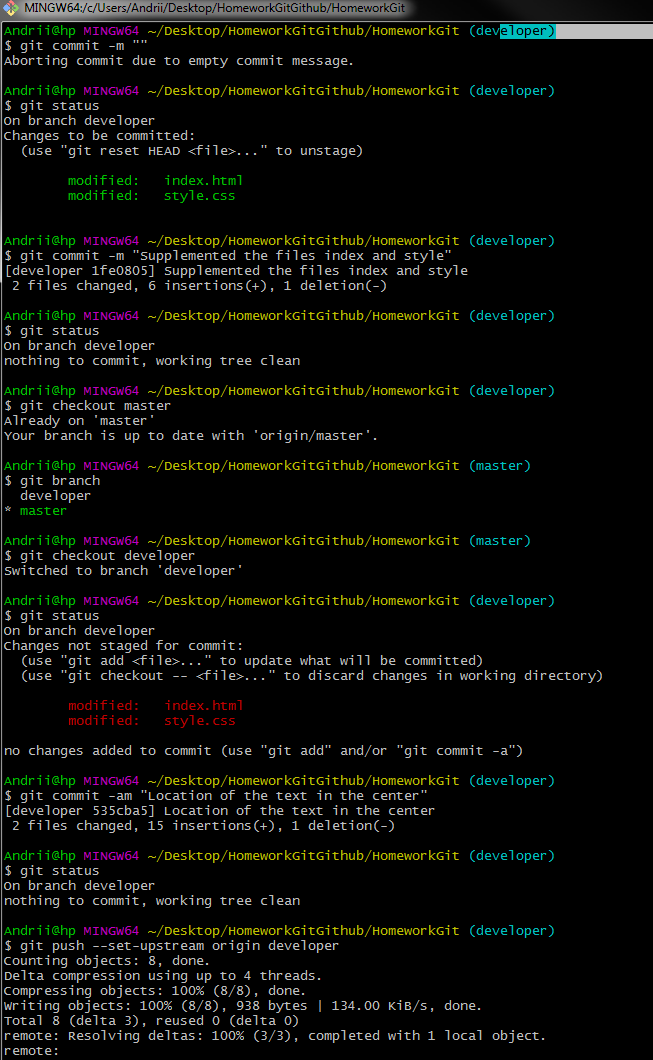 MINGW64:/c/Users/Andrii/Desktop/HomeworkGitGithub/HomeworkGit
Andrii@hp MINGW64 ~/Desktop/HomeworkGitGithub/HomeworkGit (developer)
$ git commit -m ""
Aborting commit due to empty commit message.
Andrii@hp MINGW64 ~/Desktop/HomeworkGitGithub/HomeworkGit (developer)
$ git status
On branch developer
Changes to be committed:
  (use "git reset HEAD <file>..." to unstage)
        modified:   index.html
        modified:   style.css
Andrii@hp MINGW64 ~/Desktop/HomeworkGitGithub/HomeworkGit (developer)
$ git commit -m "Supplemented the files index and style"
[developer 1fe0805] Supplemented the files index and style
 2 files changed, 6 insertions(+), 1 deletion(-)
Andrii@hp MINGW64 ~/Desktop/HomeworkGitGithub/HomeworkGit (developer)
$ git status
On branch developer
nothing to commit, working tree clean
Andrii@hp MINGW64 ~/Desktop/HomeworkGitGithub/HomeworkGit (developer)
$ git checkout master
Already on 'master'
Your branch is up to date with 'origin/master'.
Andrii@hp MINGW64 ~/Desktop/HomeworkGitGithub/HomeworkGit (master)
$ git branch
  developer
* master
Andrii@hp MINGW64 ~/Desktop/HomeworkGitGithub/HomeworkGit (master)
$ git checkout developer
Switched to branch 'developer'
Andrii@hp MINGW64 ~/Desktop/HomeworkGitGithub/HomeworkGit (developer)
$ git status
On branch developer
Changes not staged for commit:
  (use "git add <file>..." to update what will be committed)
  (use "git checkout -- <file>..." to discard changes in working directory)
        modified:   index.html
        modified:   style.css
no changes added to commit (use "git add" and/or "git commit -a")
Andrii@hp MINGW64 ~/Desktop/HomeworkGitGithub/HomeworkGit (developer)
$ git commit -am "Location of the text in the center"
[developer 535cba5] Location of the text in the center
 2 files changed, 15 insertions(+), 1 deletion(-)
Andrii@hp MINGW64 ~/Desktop/HomeworkGitGithub/HomeworkGit (developer)
$ git status
On branch developer
nothing to commit, working tree clean
Andrii@hp MINGW64 ~/Desktop/HomeworkGitGithub/HomeworkGit (developer)
$ git push --set-upstream origin developer
Counting objects: 8, done.
Delta compression using up to 4 threads.
Compressing objects: 100% (8/8), done.
Writing objects: 100% (8/8), 938 bytes | 134.00 KiB/s, done.
Total 8 (delta 3), reused 0 (delta 0)
remote: Resolving deltas: 100% (3/3), completed with 1 local object.
remote: